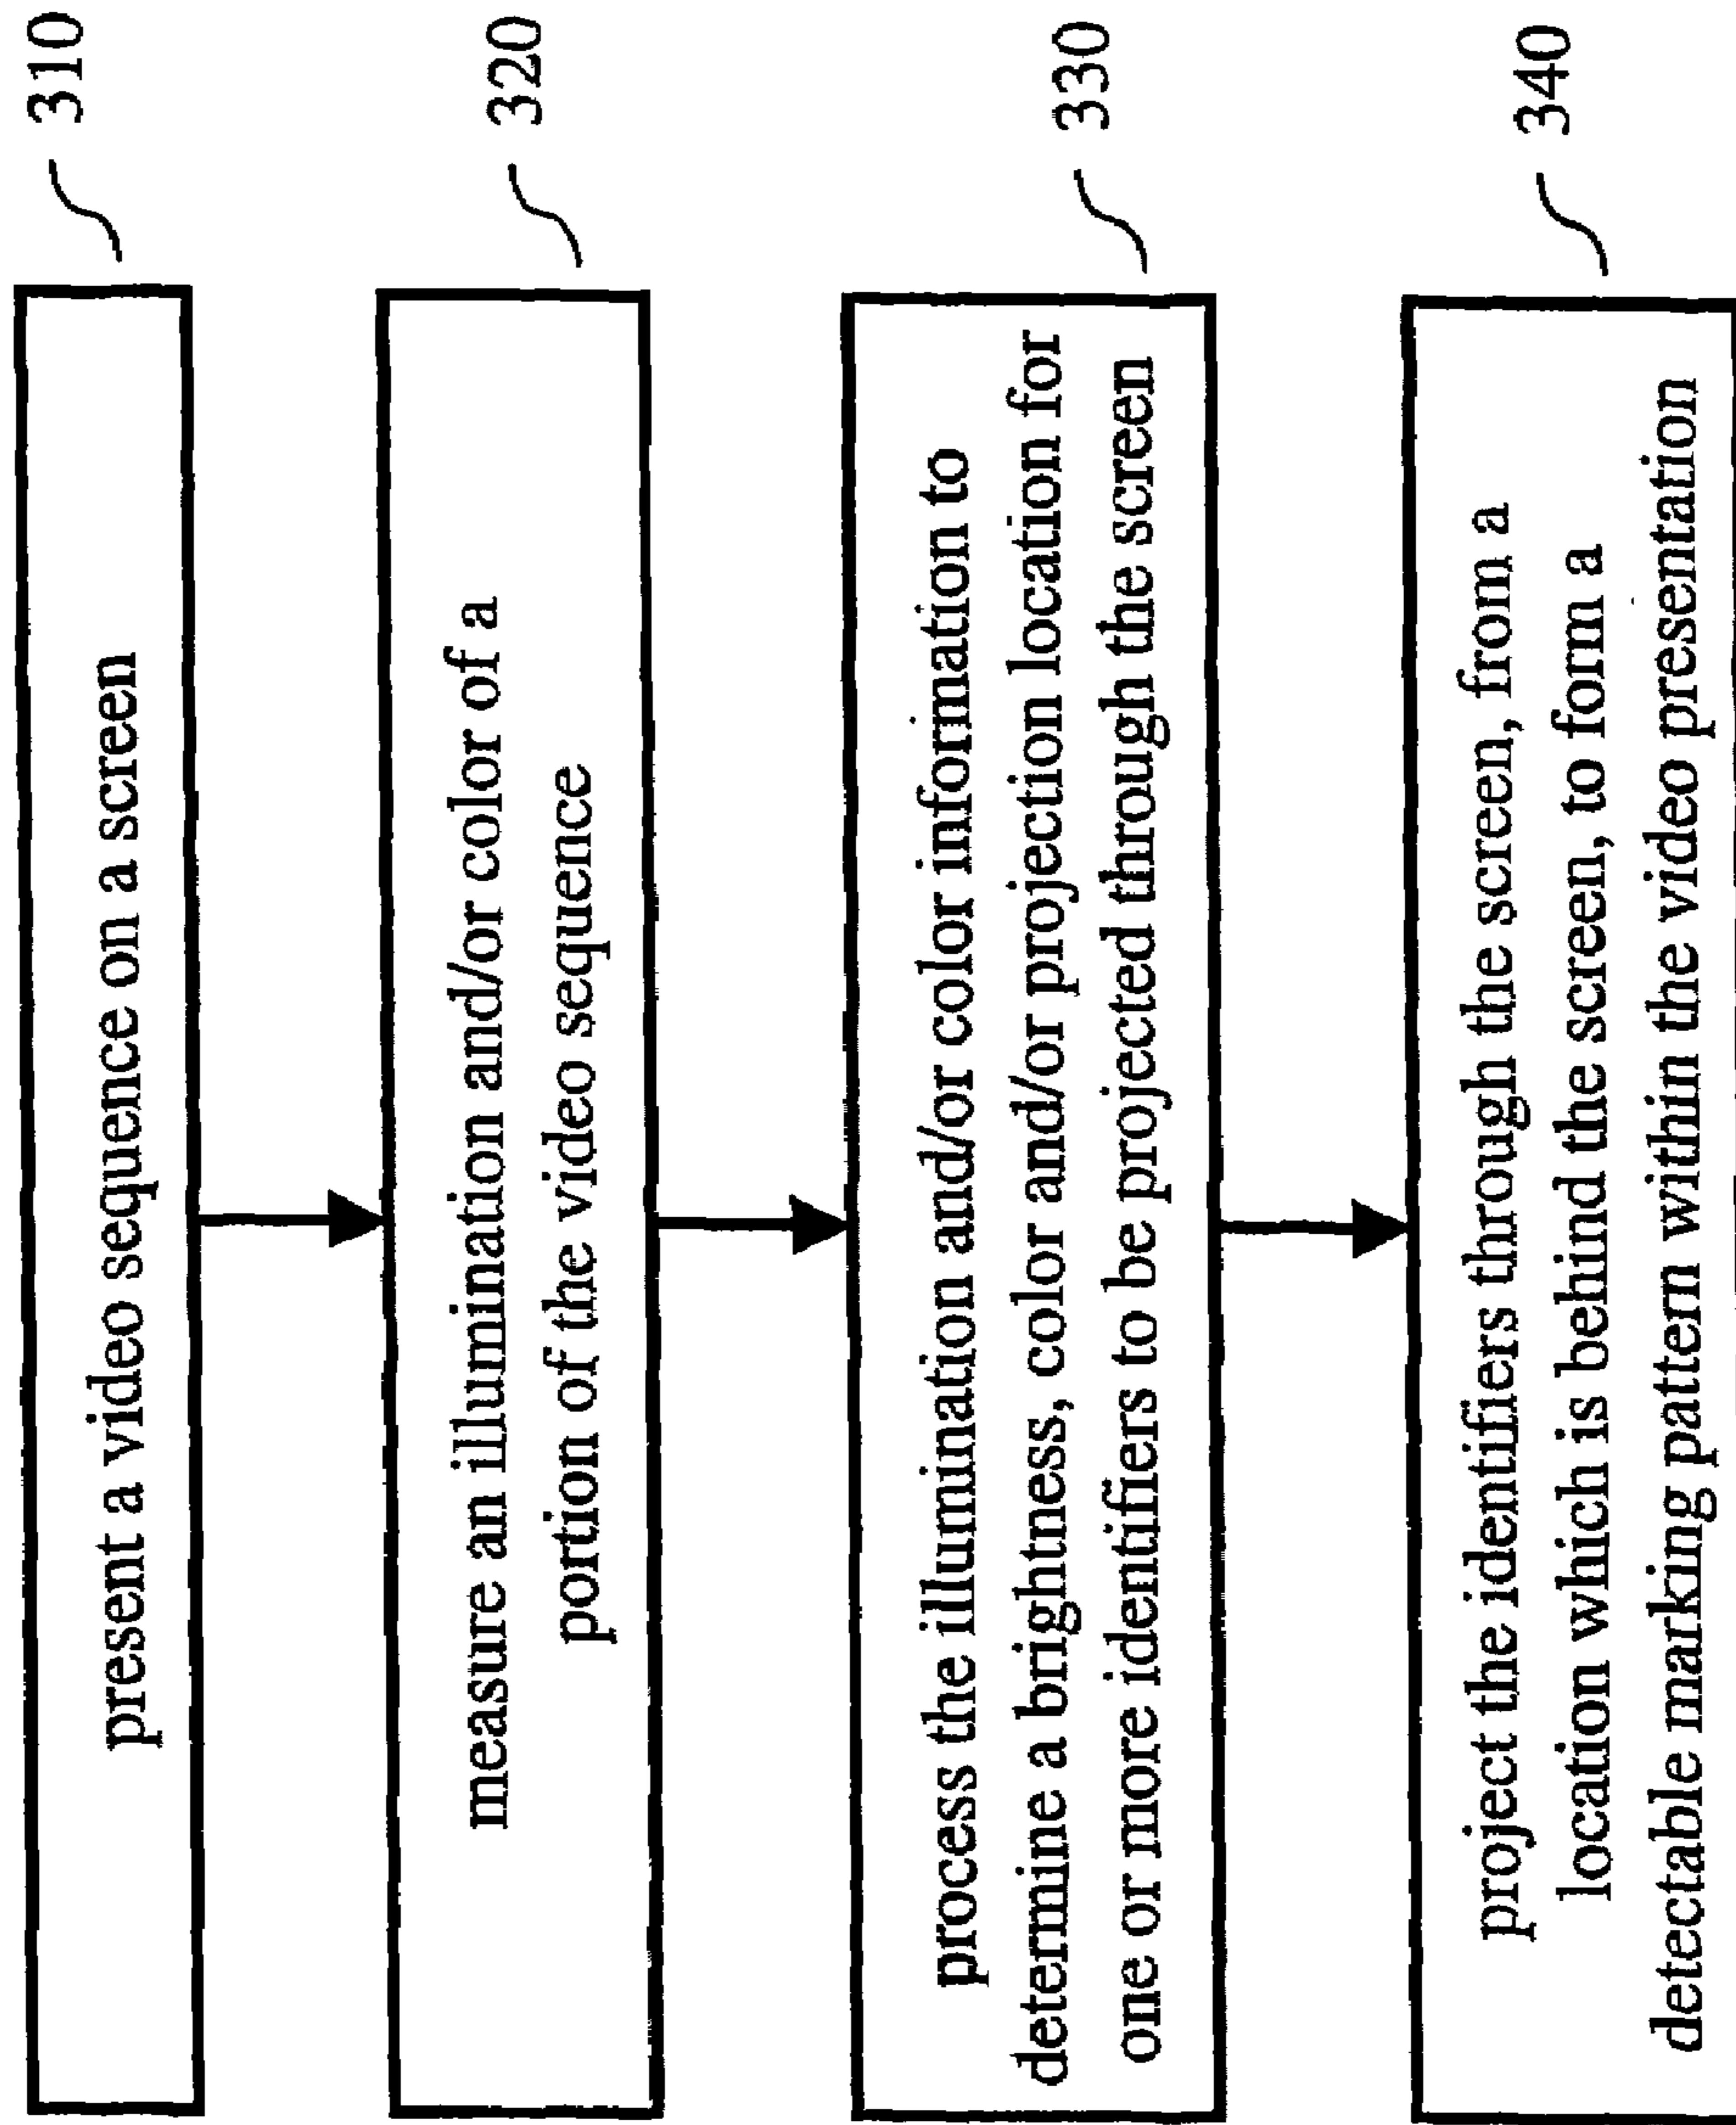 310
present a video sequence on a screen
320
measure an illumination and/or color of a
portion of the video sequence
330
process the illumination and/or color information to
determine a brightness, color and/or projection location for
one or more identifiers to be projected through the screen
340
project the identifiers through the screen, from a
location which is behind the screen, to form a
detectable marking pattern within the video presentation